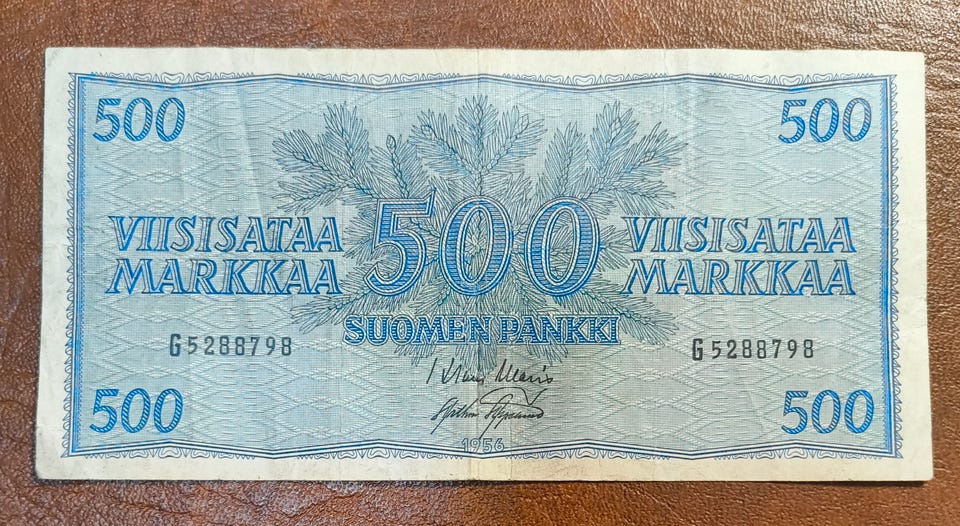 500 500
VIISISATAA 500 VIISISATAA
MARKKAA MARKKAA
SUOMEN PANKKI
G5288798 G5288798
500 500
1956